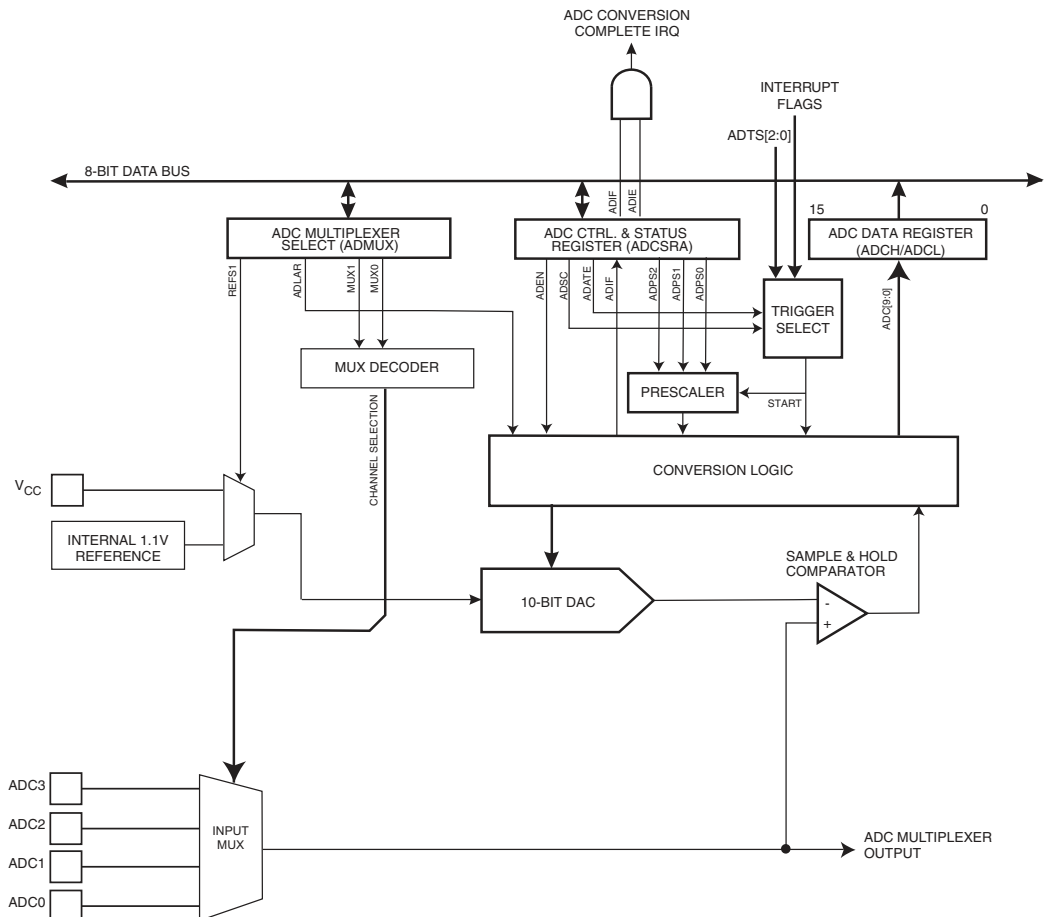 ADC CONVERSION
COMPLETE IRQ
INTERRUPT
FLAGS
ADTS[2:0]
8-BIT DATA BUS
ADIF
ADIE
15
0
ADC MULTIPLEXER
SELECT (ADMUX)
ADC CTRL. & STATUS
REGISTER (ADCSRA)
ADC DATA REGISTER
(ADCH/ADCL)
REFS1
ADLAR
MUX1
MUX0
ADEN
ADSC
ADATE
ADIF
ADPS2
ADPS1
ADPS0
ADC[9:0]
TRIGGER
SELECT
MUX DECODER
PRESCALER
START
CHANNEL SELECTION
CONVERSION LOGIC
VCC
INTERNAL 1.1V
REFERENCE
SAMPLE & HOLD
COMPARATOR
10-BIT DAC
-
+
ADC3
ADC2
ADC1
ADC0
INPUT
MUX
ADC MULTIPLEXER
OUTPUT